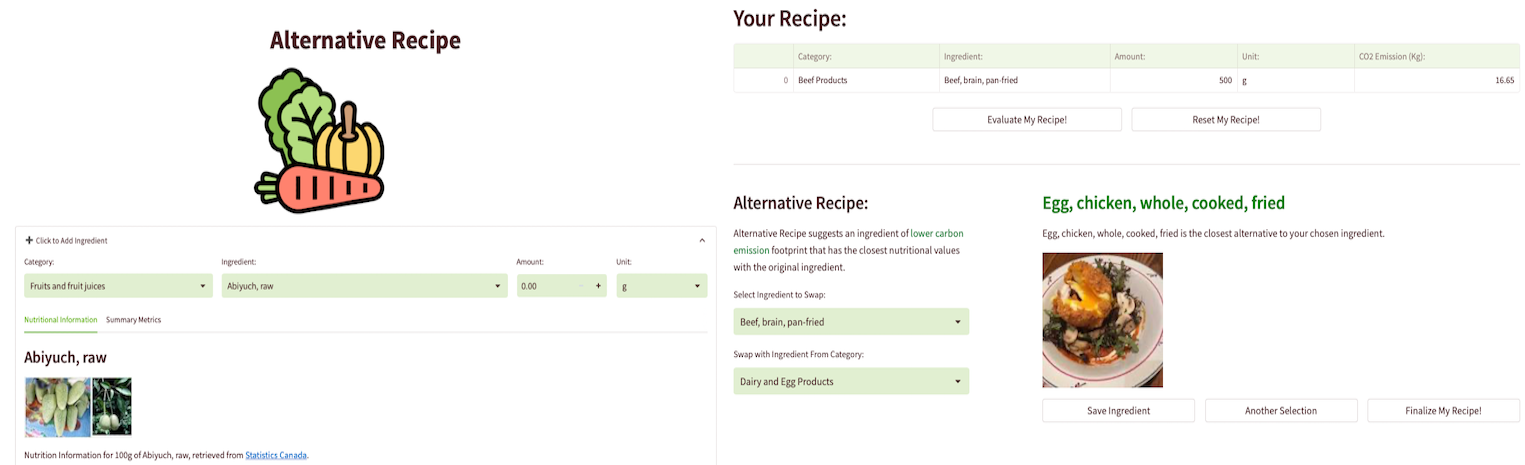 Alternative Recipe
Click to Add Ingredient
Category:
Ingredient:
Amount:
Unit:
Fruits and fruit juices
Abiyuch, raw
0.00
g
Nutritional Information
Summary Metrics
Abiyuch, raw
Nutrition Information for 100g of Abiyuch, raw, retrieved from Statistics Canada.
Your Recipe:
Category:
Ingredient:
Amount:
Unit:
CO2 Emission (Kg):
0
Beef Products
Beef, brain, pan-fried
500
g
16.65
Evaluate My Recipe!
Reset My Recipe!
Alternative Recipe:
Alternative Recipe suggests an ingredient of lower carbon
emission footprint that has the closest nutritional values
with the original ingredient.
Select Ingredient to Swap:
Beef, brain, pan-fried
Swap with Ingredient From Category:
Dairy and Egg Products
Egg, chicken, whole, cooked, fried
Egg, chicken, whole, cooked, fried is the closest alternative to your chosen ingredient.
Save Ingredient
Another Selection
Finalize My Recipe!